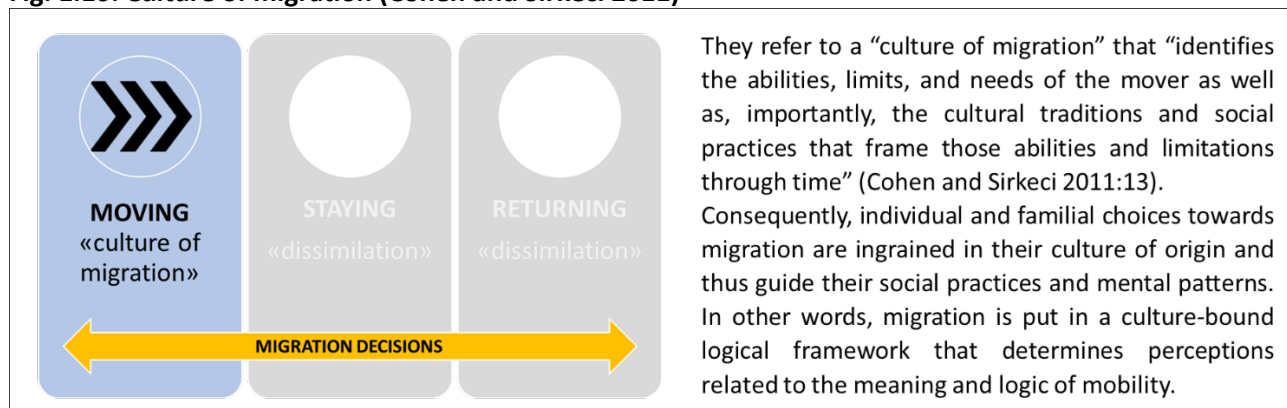 MOVING
«culture of
migration»
STAYING
«dissimilation»
RETURNING
«dissimilation»
MIGRATION DECISIONS
They refer to a “culture of migration” that “identifies
the abilities, limits, and needs of the mover as well
as, importantly, the cultural traditions and social
practices that frame those abilities and limitations
through time” (Cohen and Sirkeci 2011:13).
Consequently, individual and familial choices towards
migration are ingrained in their culture of origin and
thus guide their social practices and mental patterns.
In other words, migration is put in a culture-bound
logical framework that determines perceptions
related to the meaning and logic of mobility.